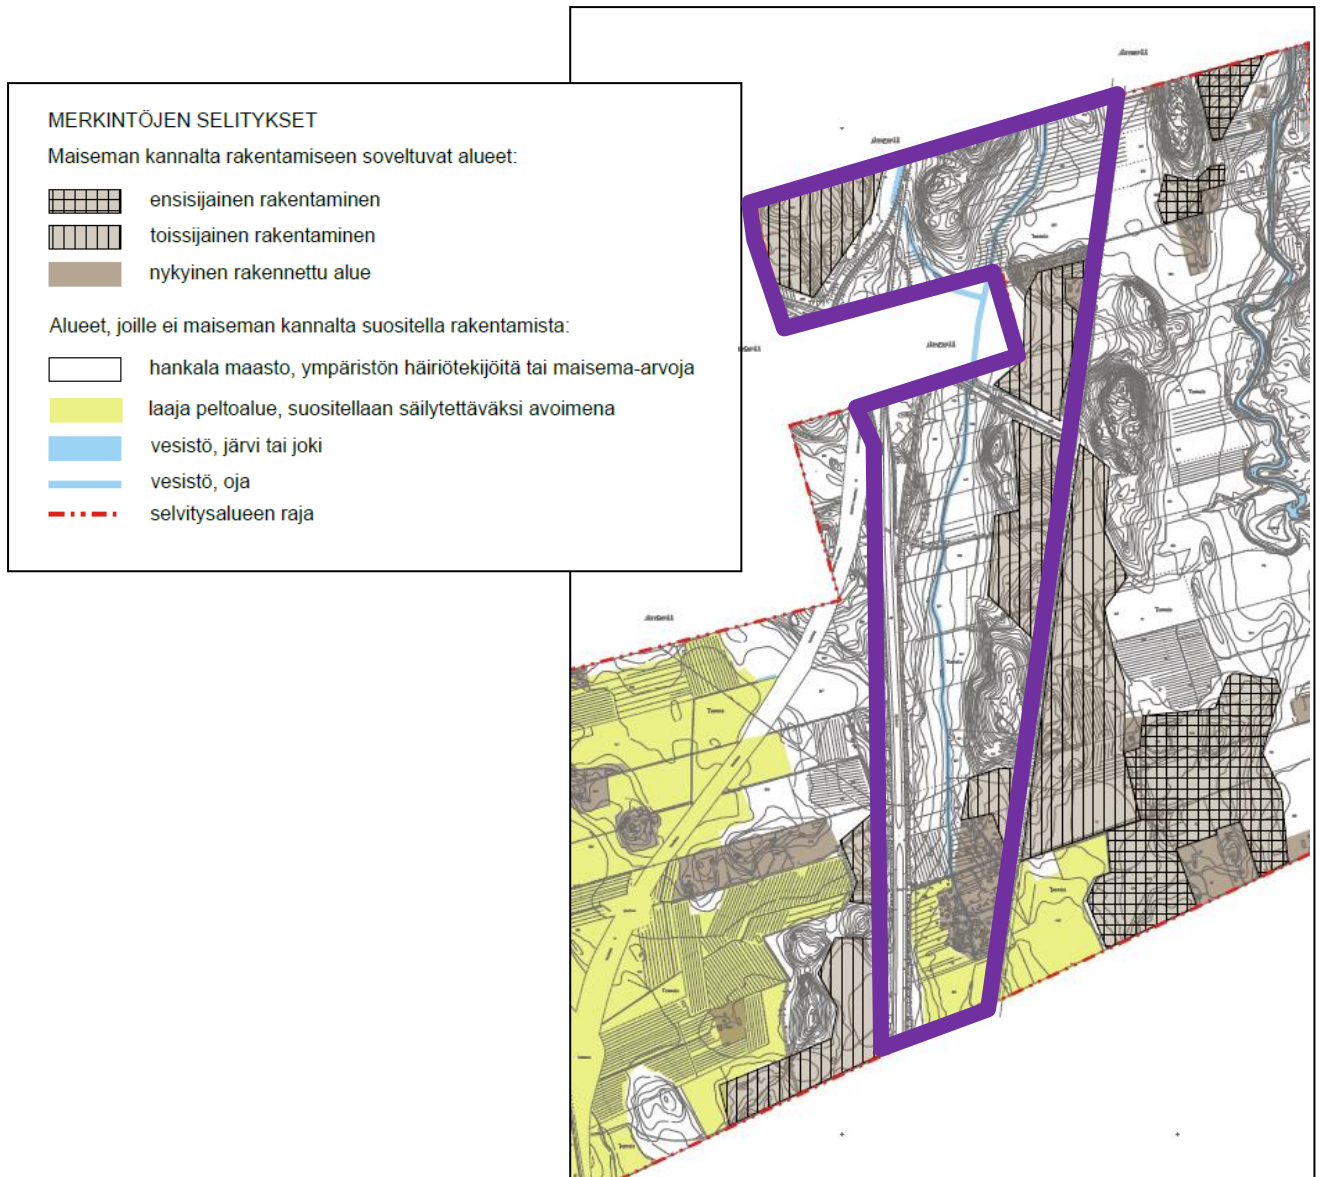 MERKINTÖJEN SELITYKSET
Maiseman kannalta rakentamiseen soveltuvat alueet:
ensisijainen rakentaminen
toissijainen rakentaminen
nykyinen rakennettu alue
Alueet, joille ei maiseman kannalta suositella rakentamista:
hankala maasto, ympäristön häiriötekijöitä tai maisema-arvoja
laaja peltoalue, suositellaan säilytettäväksi avoimena
vesistö, järvi tai joki
vesistö, oja
selvitysalueen raja